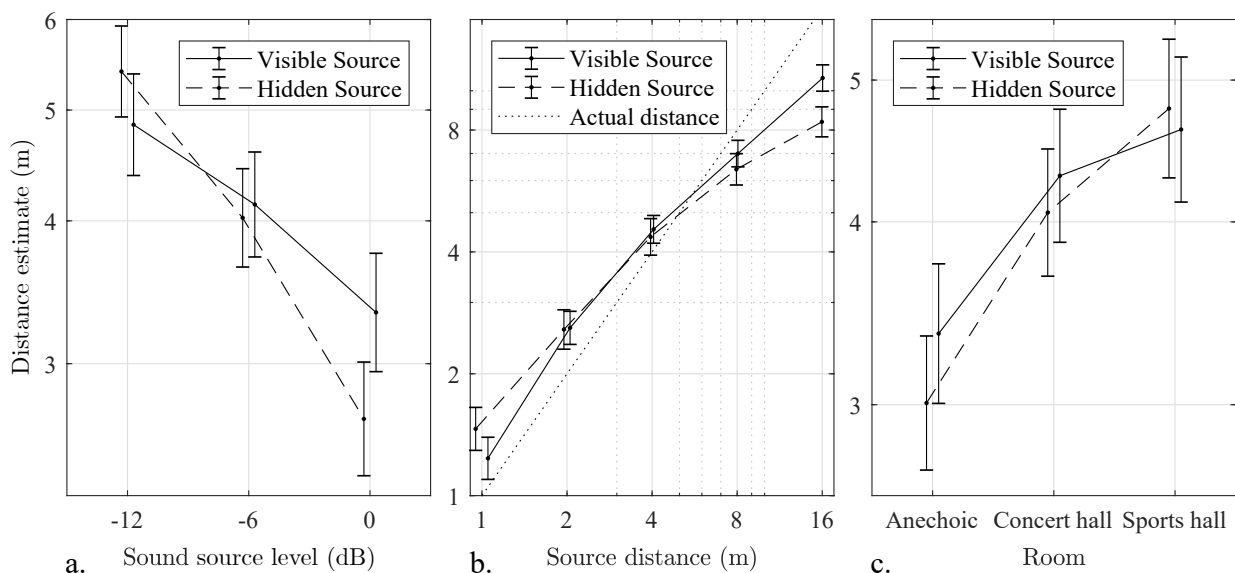 Distance estimate (m)
6
5
4
3
Visible Source
Hidden Source
-12
-6
0
Sound source level (dB)
a.
8
4
2
1
Visible Source
Hidden Source
Actual distance
1
2
4
8
16
Source distance (m)
b.
5
4
3
Visible Source
Hidden Source
Anechoic
Concert hall
Sports hall
Room
c.